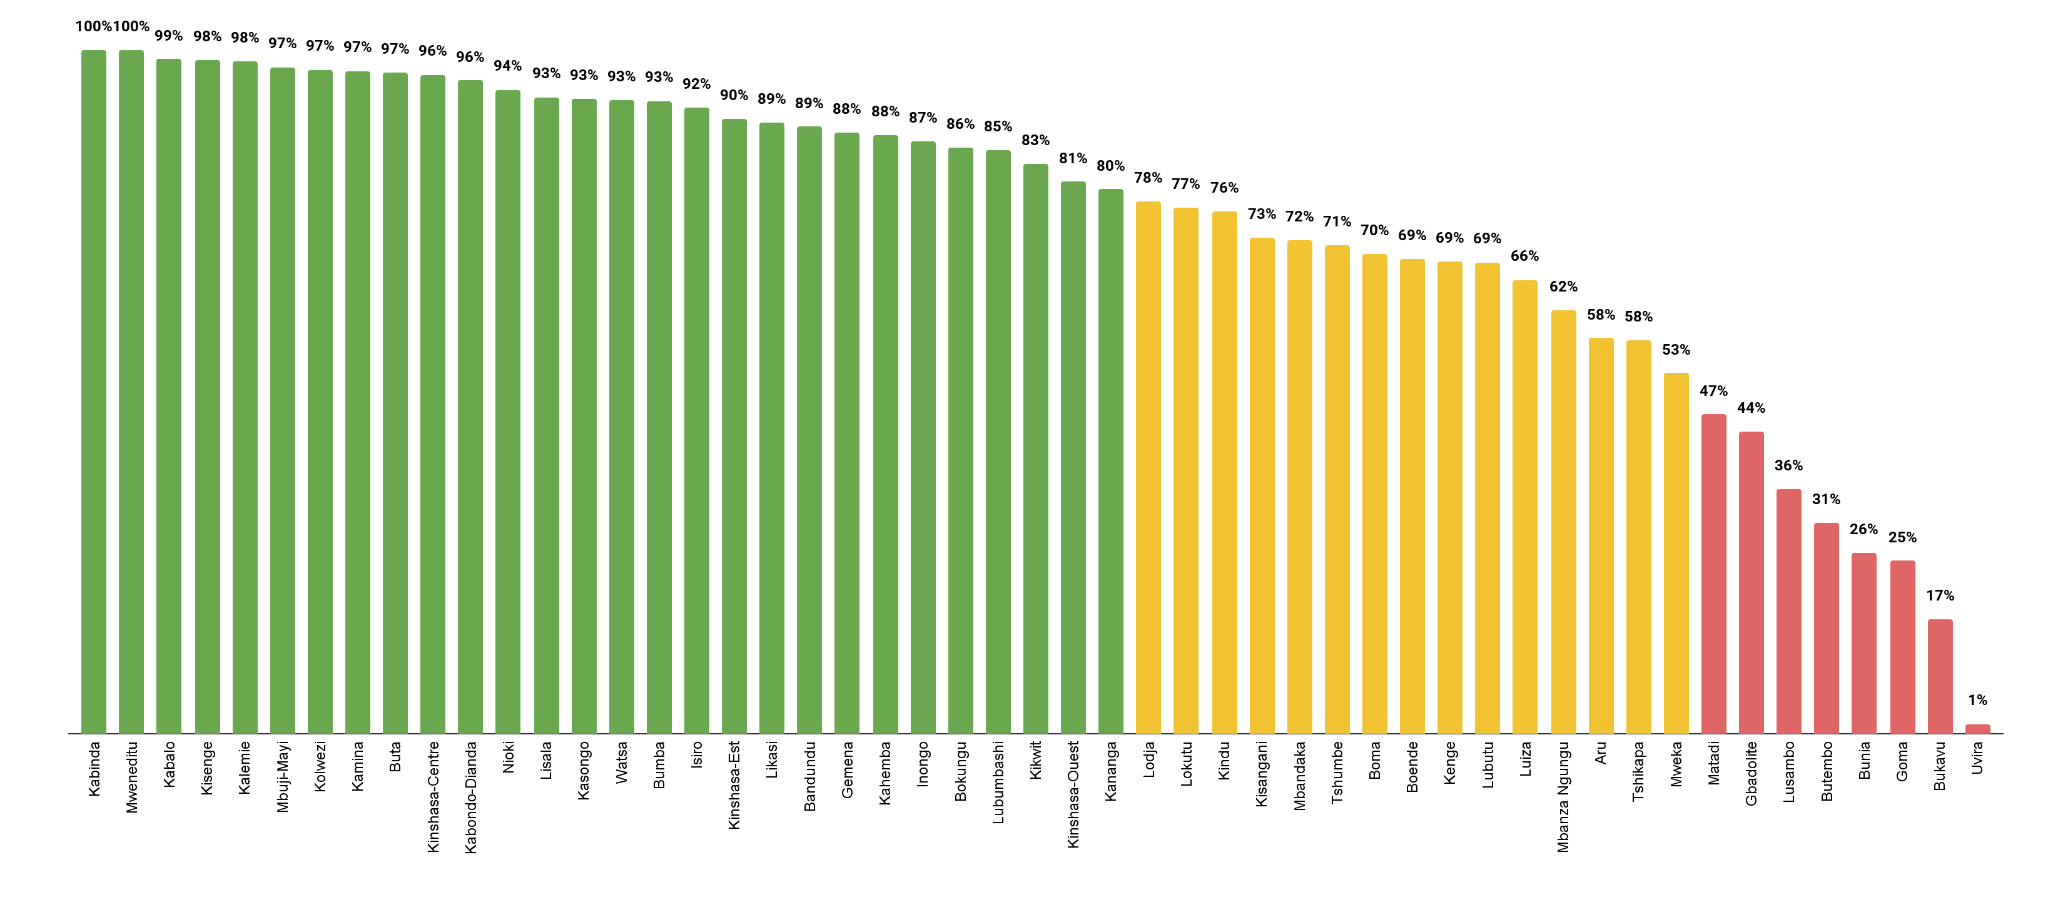 100% 100% 99% 98% 98% 97% 97% 97% 97% 96% 96% 94% 93% 93% 93% 93% 92% 90% 89% 89% 88% 88% 87% 86% 85% 83% 81% 80% 78% 77% 76% 73% 72% 71% 70% 69% 69% 69% 66% 62% 58% 58% 53% 47% 44% 36% 31% 26% 25% 17% 1%
Kabinda
Mweneditu
Kabalo
Kisenge
Kalemie
Mbuji-Mayi
Kolwezi
Kamina
Buta
Kinshasa-Centre
Kabondo-Dianda
Nioki
Lisala
Kasongo
Watsa
Bumba
Isiro
Kinshasa-Est
Likasi
Bandundu
Gemena
Kahemba
Inongo
Bokungu
Lubumbashi
Kikwit
Kinshasa-Ouest
Kananga
Lodja
Lokutu
Kindu
Kisangani
Mbandaka
Tshumbe
Boma
Boende
Kenge
Lubutu
Luiza
Mbanza Ngungu
Aru
Tshikapa
Mweka
Matadi
Gbadolite
Lusambo
Butembo
Bunia
Goma
Bukavu
Uvira